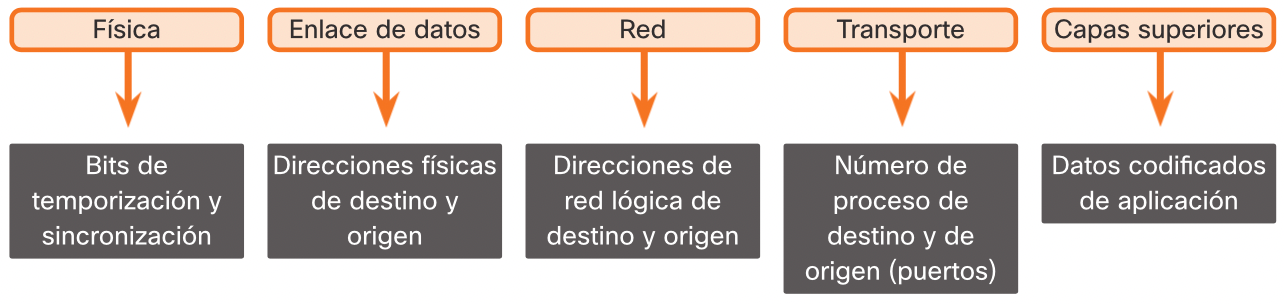 Física
Bits de
temporización y
sincronización
Enlace de datos
Direcciones físicas
de destino y
origen
Red
Direcciones de
red lógica de
destino y origen
Transporte
Número de
proceso de
destino y de
origen (puertos)
Capas superiores
Datos codificados
de aplicación